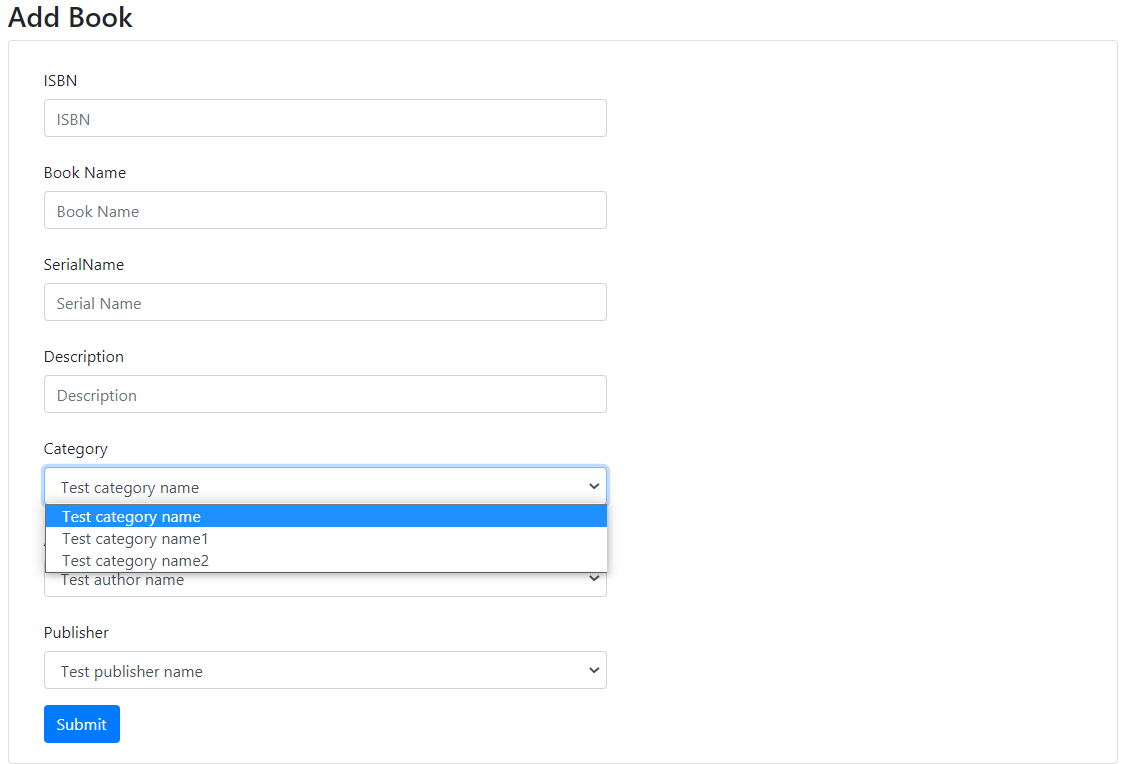 Add Book
ISBN
ISBN
Book Name
Book Name
SerialName
Serial Name
Description
Description
Category
Test category name
Test category name
Test category name1
Test category name2
Test author name
Publisher
Test publisher name
Submit